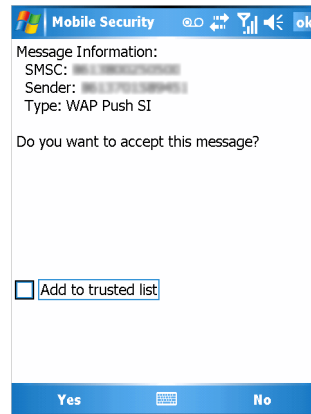 Mobile Security ok
Message Information:
SMSC:
Sender:
Type: WAP Push SI
Do you want to accept this message?
Add to trusted list
Yes No